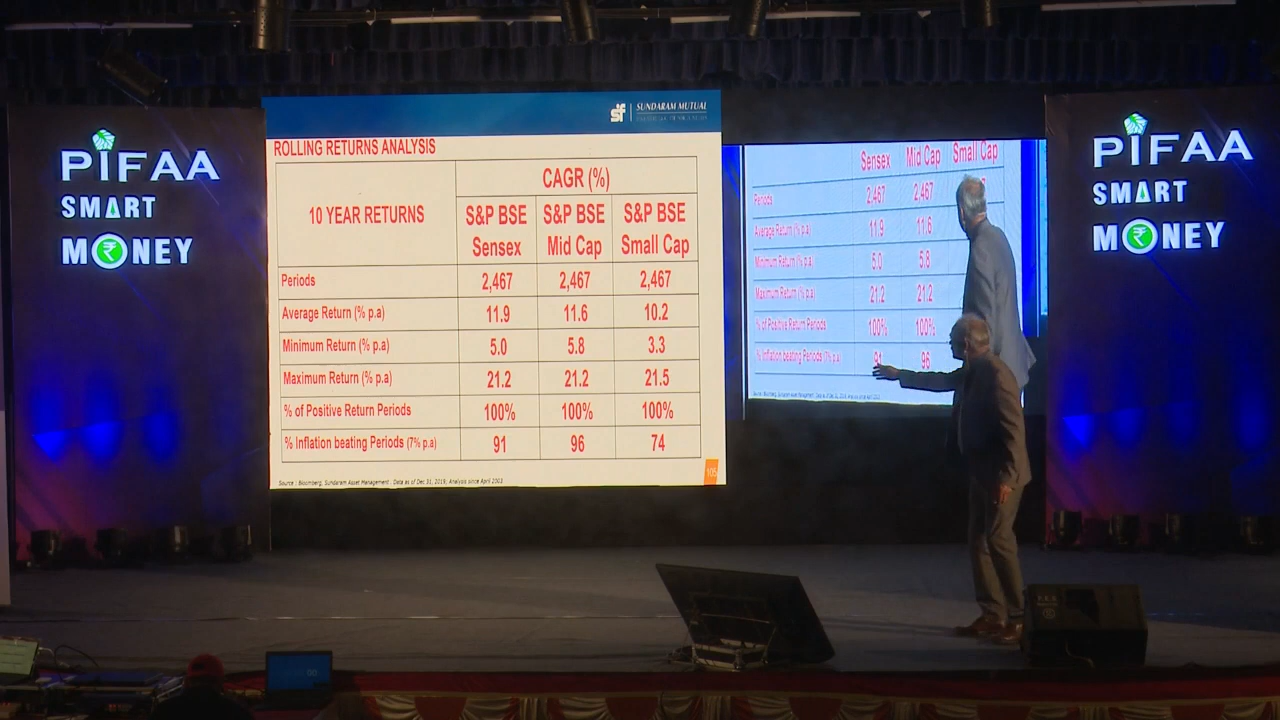 PIFAA
SMART
MONEY
SUNDARAM MUTUAL
ROLLING RETURNS ANALYSIS
10 YEAR RETURNS
CAGR (%)
S&P BSE Sensex
S&P BSE Mid Cap
S&P BSE Small Cap
Periods 2,467 2,467 2,467
Average Return (% p.a) 11.9 11.6 10.2
Minimum Return (% p.a) 5.0 5.8 3.3
Maximum Return (% p.a) 21.2 21.2 21.5
% of Positive Return Periods 100% 100% 100%
% Inflation beating Periods (7% p.a) 91 96 74
Source : Bloomberg, Sundaram Asset Management . Data as of Dec 31, 2019; Analysis since April 2003
105
Sensex Mid Cap Small Cap
Periods 2,467 2,467
Average Return (% p.a) 11.9 11.6
Minimum Return (% p.a) 5.0 5.8
Maximum Return (% p.a) 21.2 21.2
% of Positive Return Periods 100% 100%
% Inflation beating Periods (7% p.a) 91 96
PIFAA
SMART
MONEY